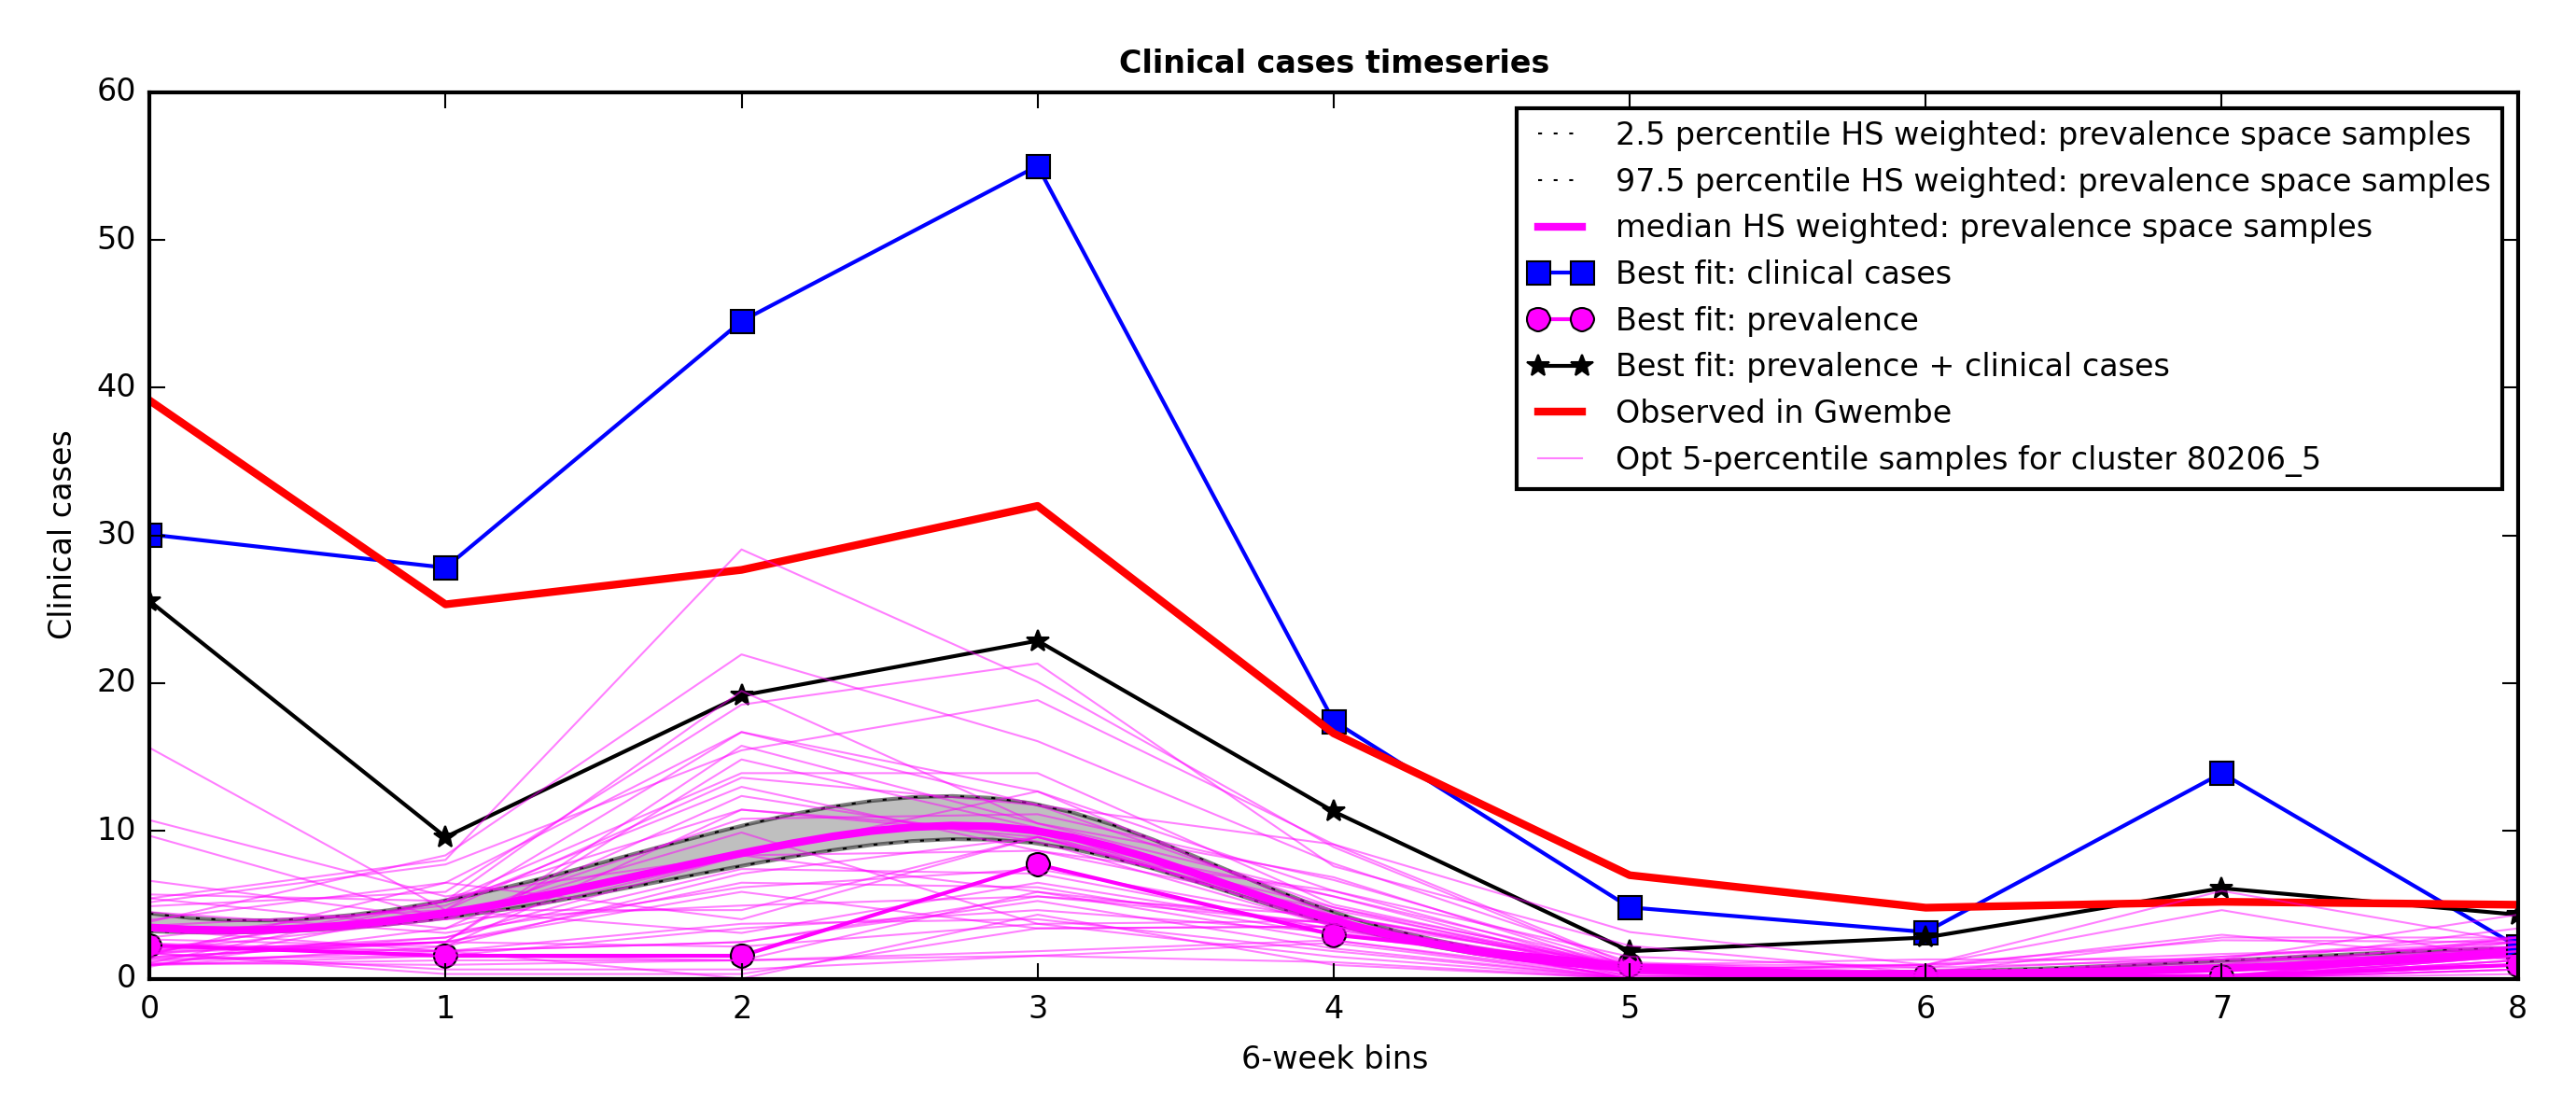 Clinical cases timeseries
60
50
40
30
20
10
0
Clinical cases
2.5 percentile HS weighted: prevalence space samples
97.5 percentile HS weighted: prevalence space samples
median HS weighted: prevalence space samples
Best fit: clinical cases
Best fit: prevalence
Best fit: prevalence + clinical cases
Observed in Gwembe
Opt 5-percentile samples for cluster 80206_5
0 1 2 3 4 5 6 7 8
6-week bins